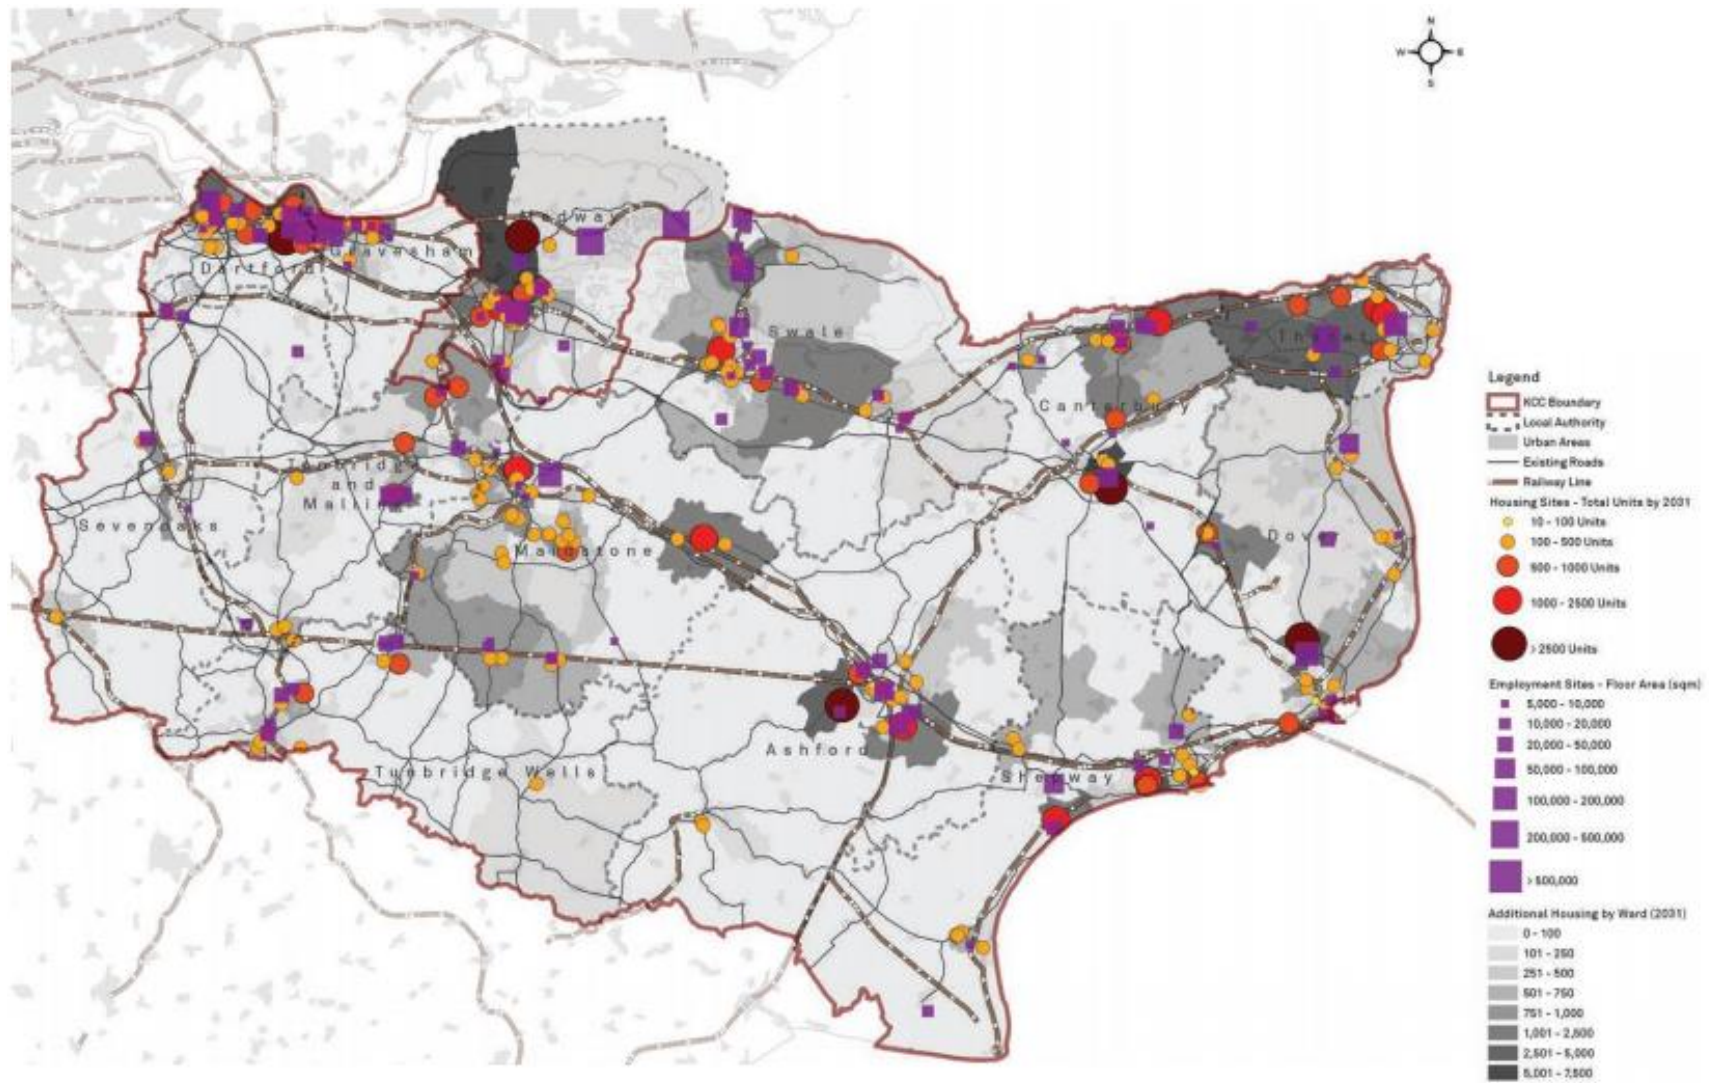 N
W
E
S
Medway
Gravesham
Dartford
Swale
Thanet
Canterbury
Tonbridge
and
Malling
Sevenoaks
Maidstone
Dover
Ashford
Tunbridge Wells
Shepway
Legend
KCC Boundary
Local Authority
Urban Areas
Existing Roads
Railway Line
Housing Sites - Total Units by 2031
10 - 100 Units
100 - 500 Units
500 - 1000 Units
1000 - 2500 Units
> 2500 Units
Employment Sites - Floor Area (sqm)
5,000 - 10,000
10,000 - 20,000
20,000 - 50,000
50,000 - 100,000
100,000 - 200,000
200,000 - 500,000
> 500,000
Additional Housing by Ward (2031)
0 - 100
101 - 250
251 - 500
501 - 750
751 - 1,000
1,001 - 2,500
2,501 - 5,000
5,001 - 7,500